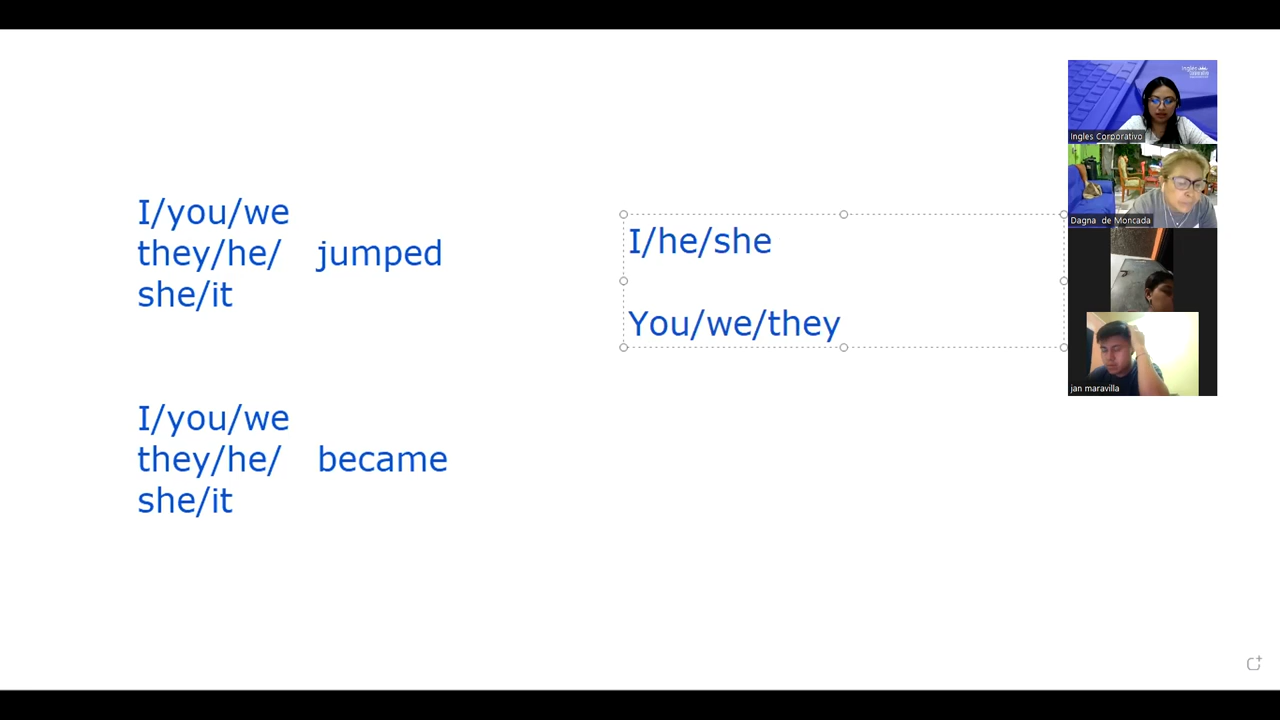 I/you/we
they/he/ jumped
she/it
I/you/we
they/he/ became
she/it
I/he/she
You/we/they
Ingles Corporativo
Dagna de Moncada
jan maravilla